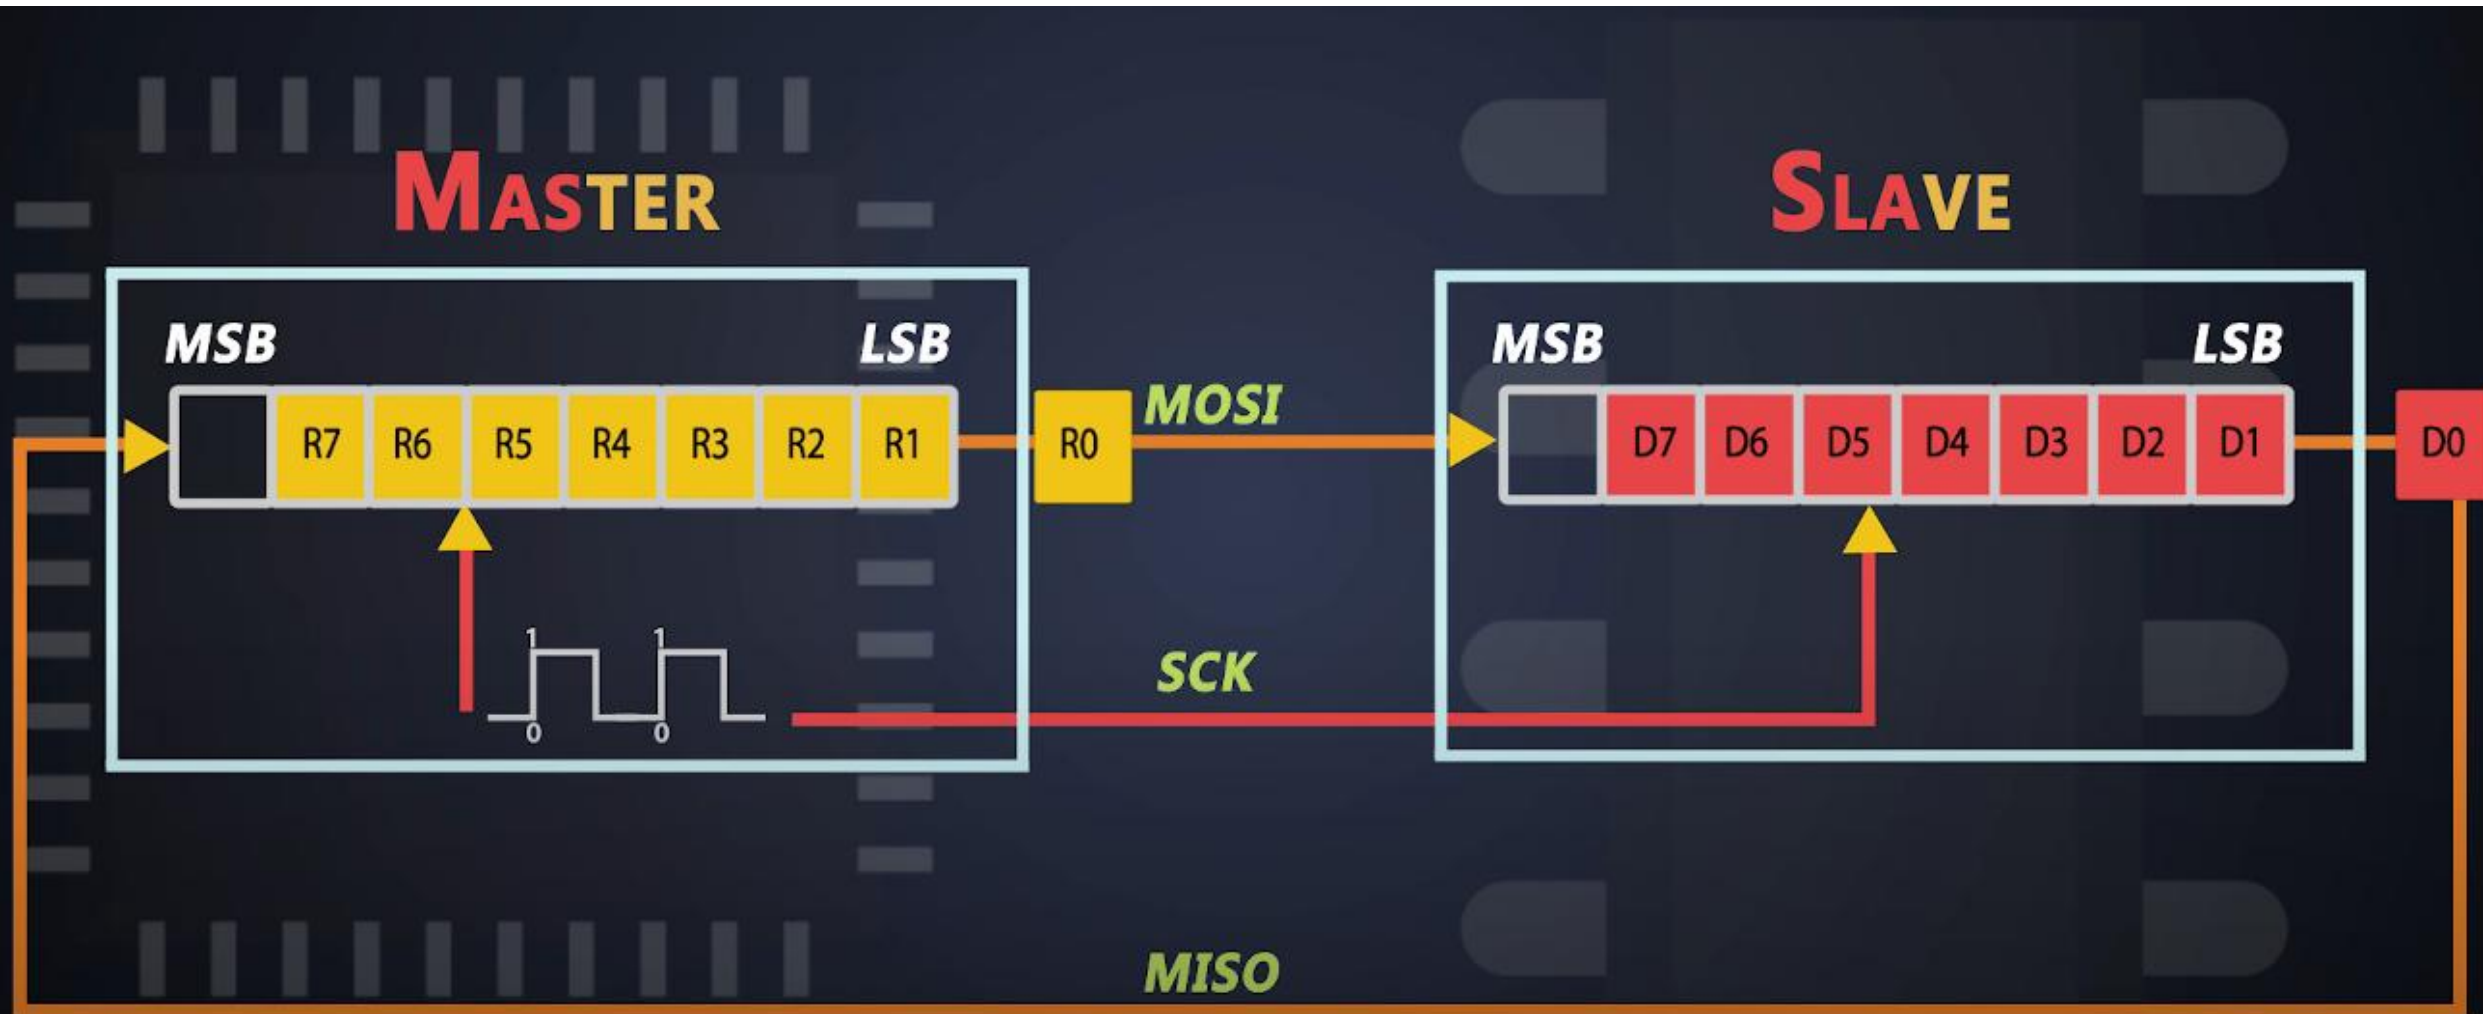 MASTER
SLAVE
MSB LSB
MSB LSB
MOSI
R7 R6 R5 R4 R3 R2 R1 R0
D7 D6 D5 D4 D3 D2 D1 D0
1 1
0 0
SCK
MISO